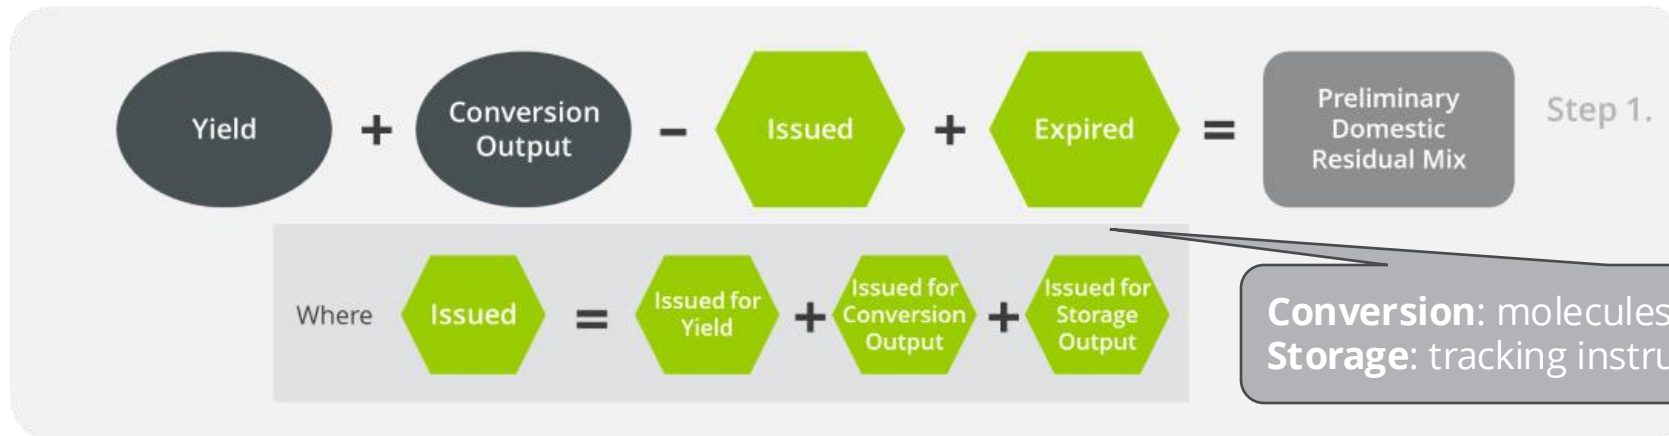 Yield + Conversion Output − Issued + Expired = Preliminary Domestic Residual Mix Step 1.
Where Issued = Issued for Yield + Issued for Conversion Output + Issued for Storage Output
Conversion: molecules
Storage: tracking instru